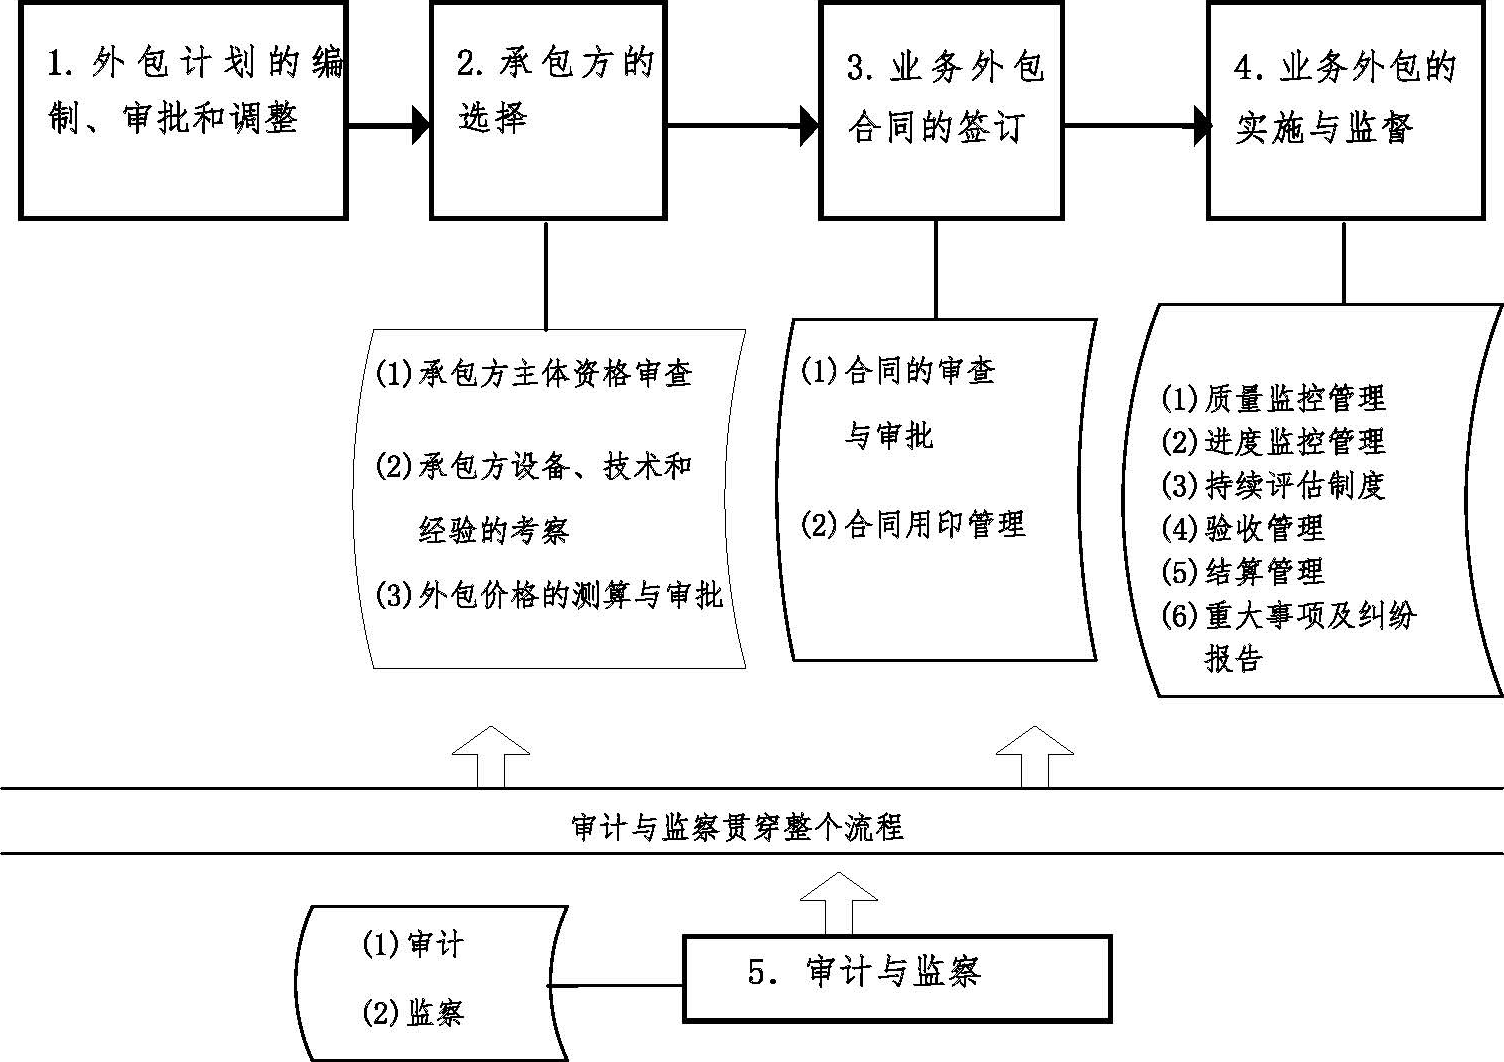 1. 外包计划的编
制、审批和调整
2. 承包方的
选择
3. 业务外包
合同的签订
4. 业务外包的
实施与监督
(1)承包方主体资格审查
(2)承包方设备、技术和
经验的考察
(3)外包价格的测算与审批
(1)合同的审查
与审批
(2)合同用印管理
(1)质量监控管理
(2)进度监控管理
(3)持续评估制度
(4)验收管理
(5)结算管理
(6)重大事项及纠纷
报告
审计与监察贯穿整个流程
(1)审计
(2)监察
5. 审计与监察